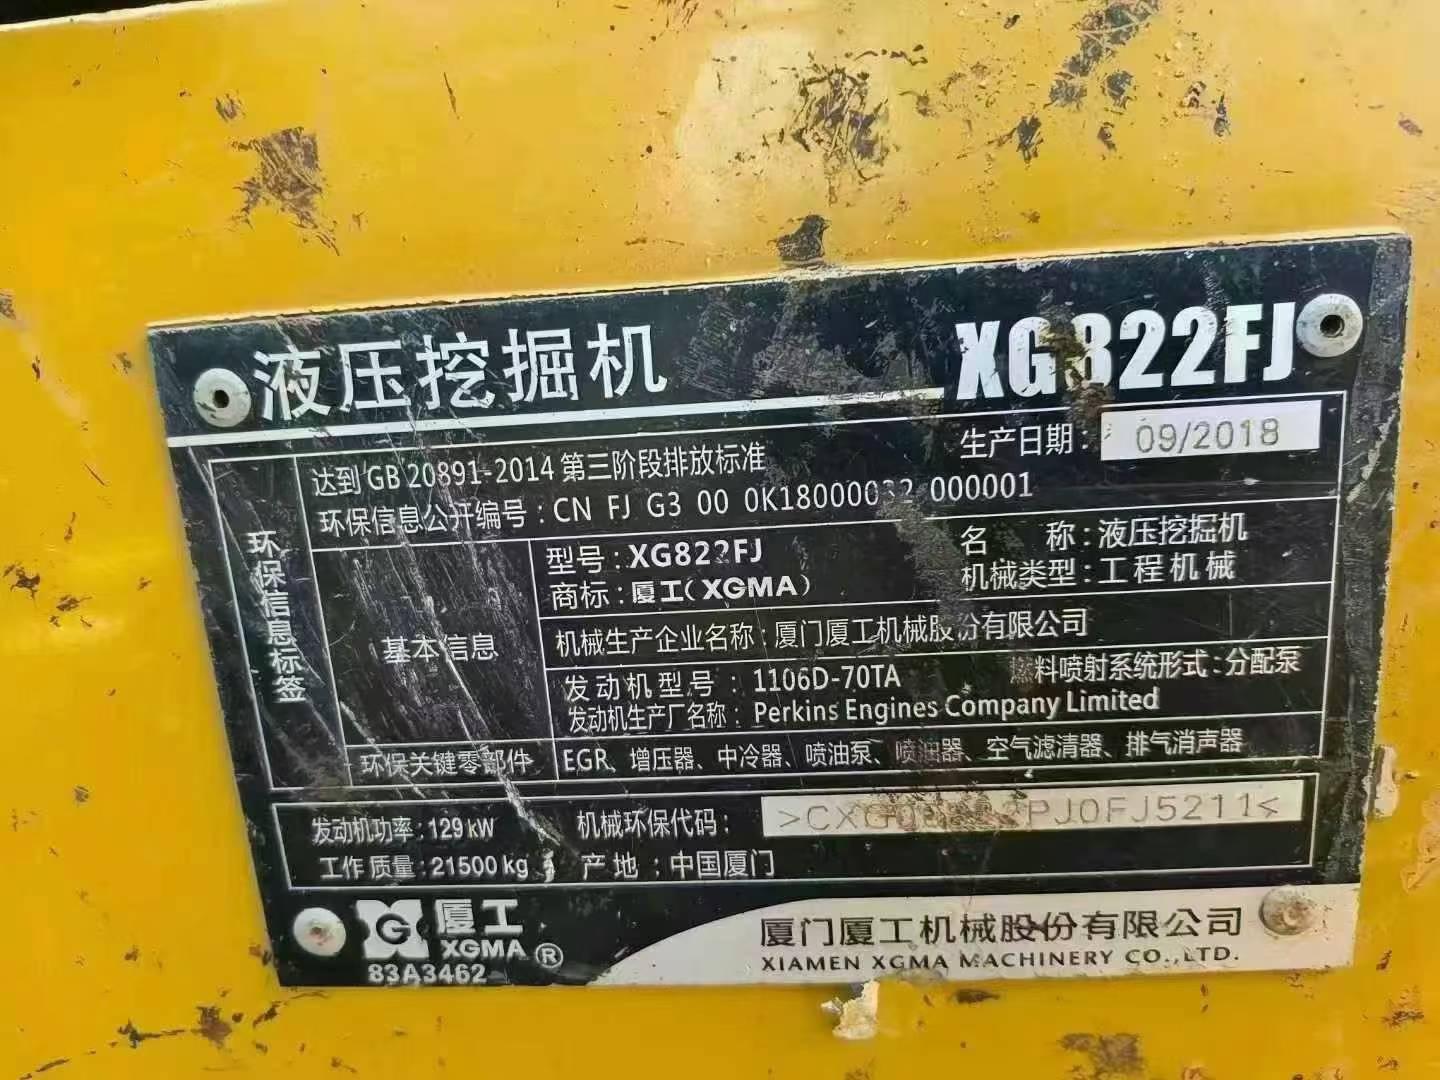 液压挖掘机 XG822FJ
生产日期: 09/2018
达到 GB 20891-2014 第三阶段排放标准
环保信息公开编号: CN FJ G3 00 0K18000032 000001
环保信息标签
基本信息
型号: XG822FJ 名 称: 液压挖掘机
商标: 厦工(XGMA) 机械类型: 工程机械
机械生产企业名称: 厦门厦工机械股份有限公司
发动机型号: 1106D-70TA 燃料喷射系统形式: 分配泵
发动机生产厂名称: Perkins Engines Company Limited
环保关键零部件 EGR、增压器、中冷器、喷油泵、喷油器、空气滤清器、排气消声器
发动机功率: 129 kW 机械环保代码:
工作质量: 21500 kg 产地: 中国厦门
厦工
XGMA ®
83A3462
厦门厦工机械股份有限公司
XIAMEN XGMA MACHINERY CO.,LTD.